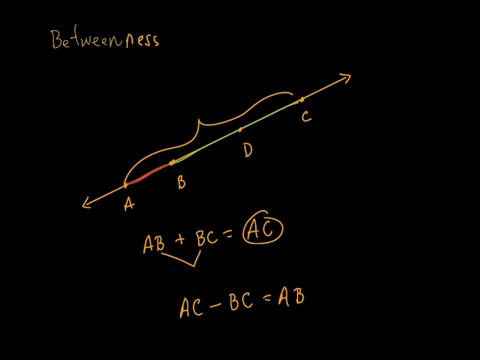 Betweenness
C
D
B
A
AB + BC = AC
AC - BC = AB